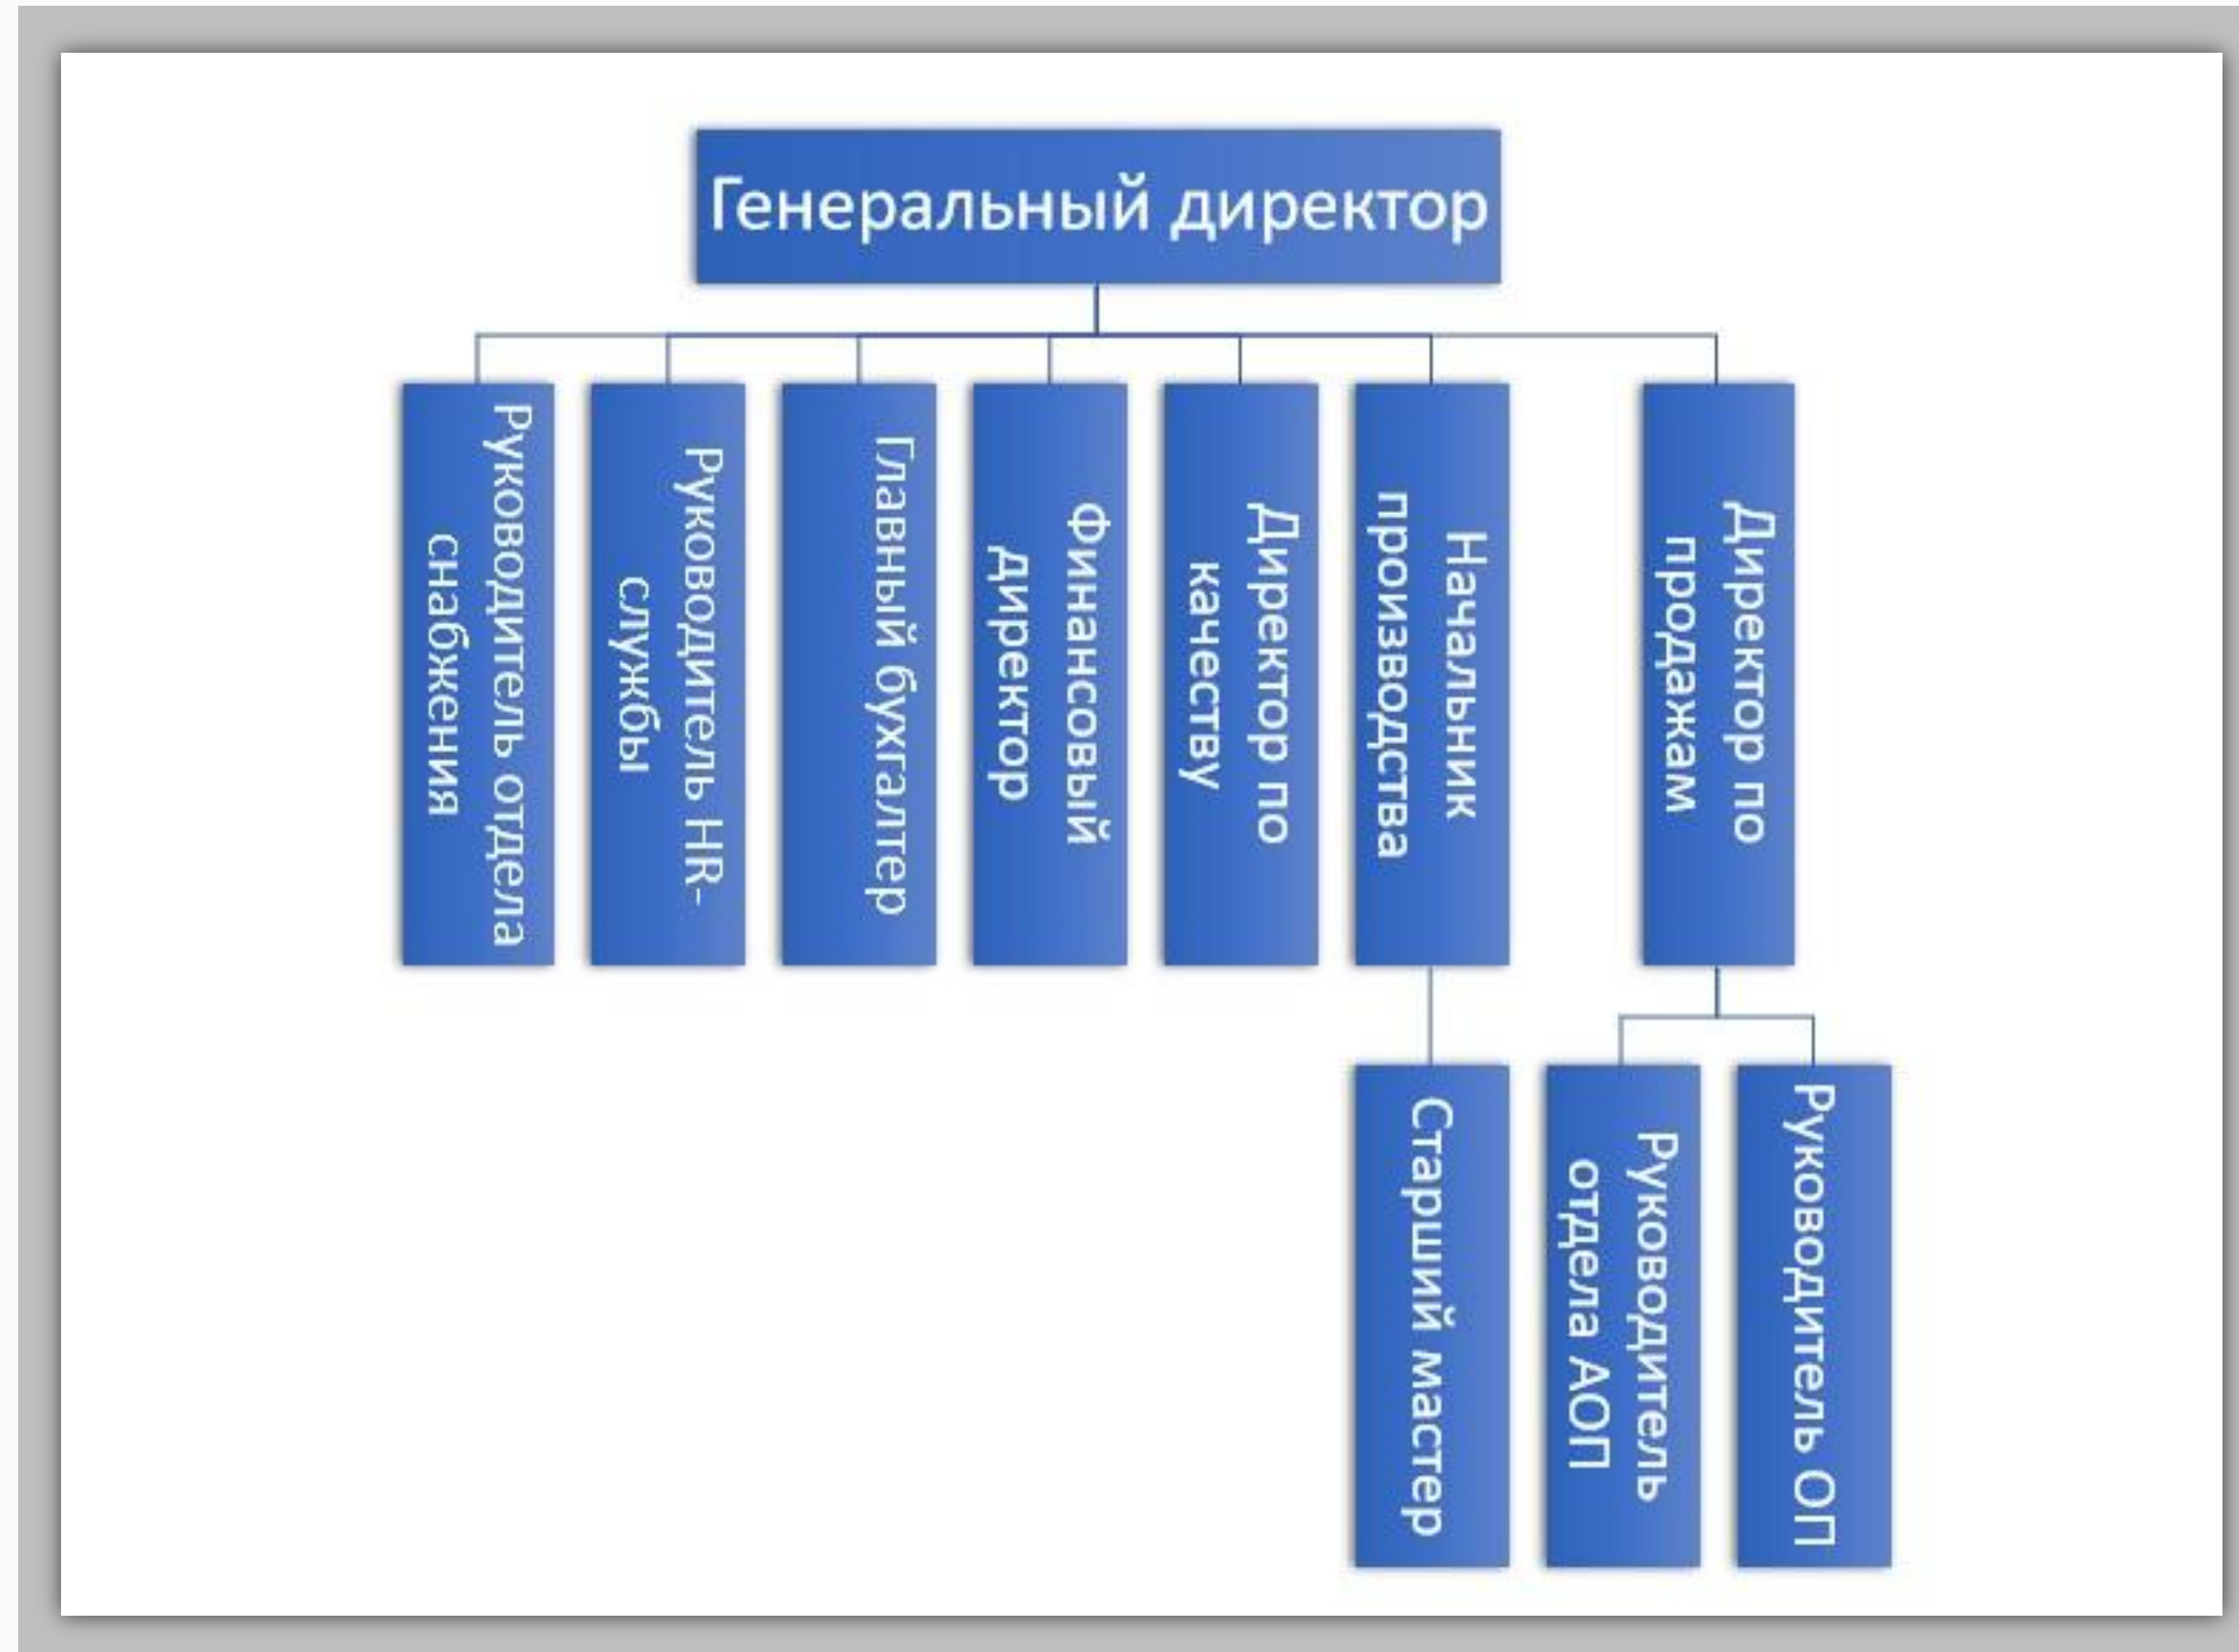 Генеральный директор
Руководитель отдела
снабжения
Руководитель HR-
службы
Главный бухгалтер
Финансовый
директор
Директор по
качеству
Начальник
производства
Директор по
продажам
Старший мастер
Руководитель
отдела АОП
Руководитель ОП